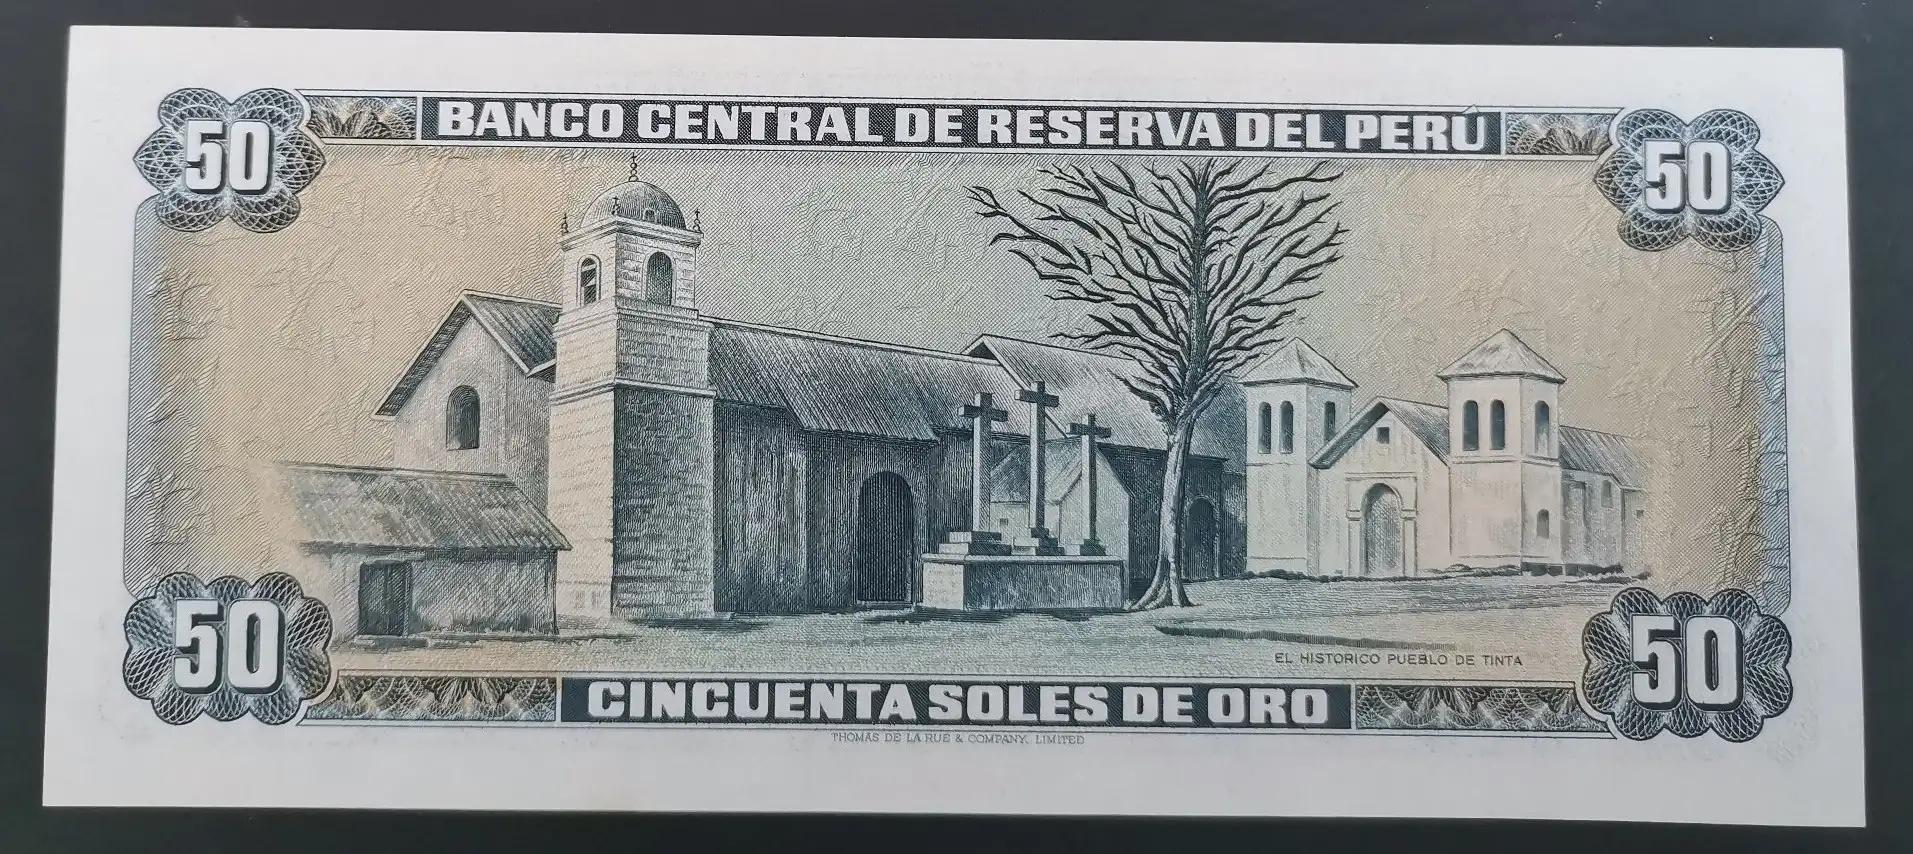 50 BANCO CENTRAL DE RESERVA DEL PERÚ 50
EL HISTORICO PUEBLO DE TINTA
50 CINCUENTA SOLES DE ORO 50
THOMAS DE LA RUE & COMPANY, LIMITED